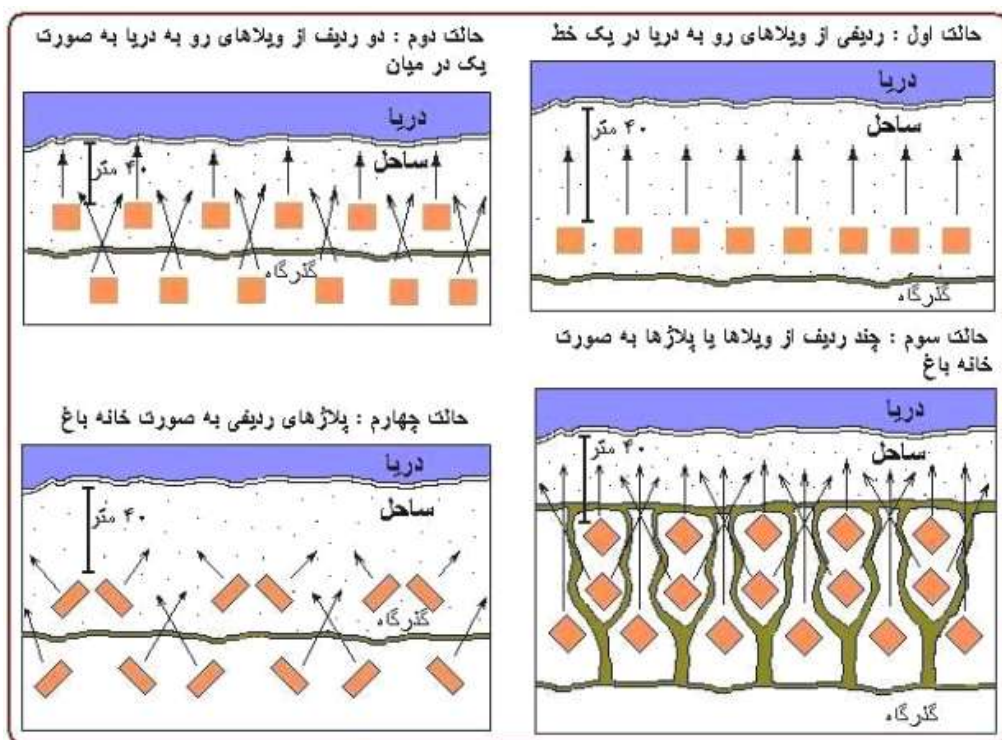 حالت اول : ردیفی از ویلاهای رو به دریا در یک خط
دریا
ساحل
۴۰ متر
گذرگاه
حالت دوم : دو ردیف از ویلاهای رو به دریا به صورت
یک در میان
دریا
ساحل
۴۰ متر
گذرگاه
حالت سوم : چند ردیف از ویلاها یا پلاژها به صورت
خانه باغ
دریا
ساحل
۴۰ متر
گذرگاه
حالت چهارم : پلاژهای ردیفی به صورت خانه باغ
دریا
ساحل
۴۰ متر
گذرگاه